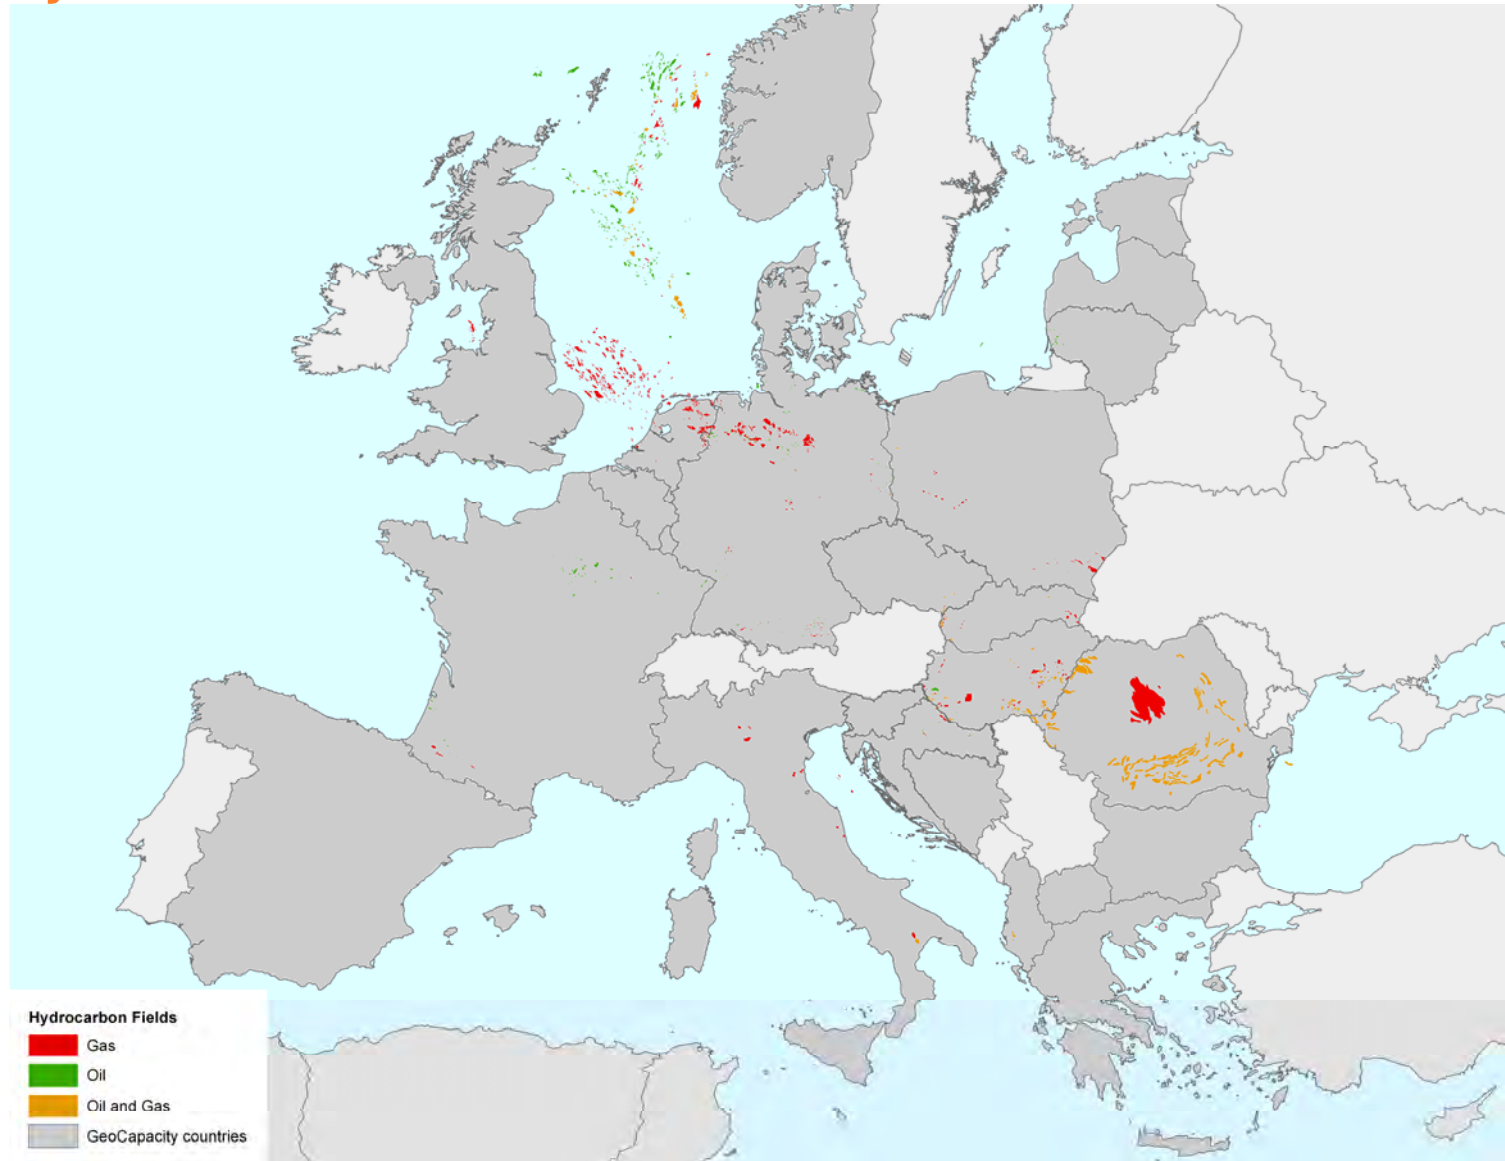 Hydrocarbon Fields
Gas
Oil
Oil and Gas
GeoCapacity countries